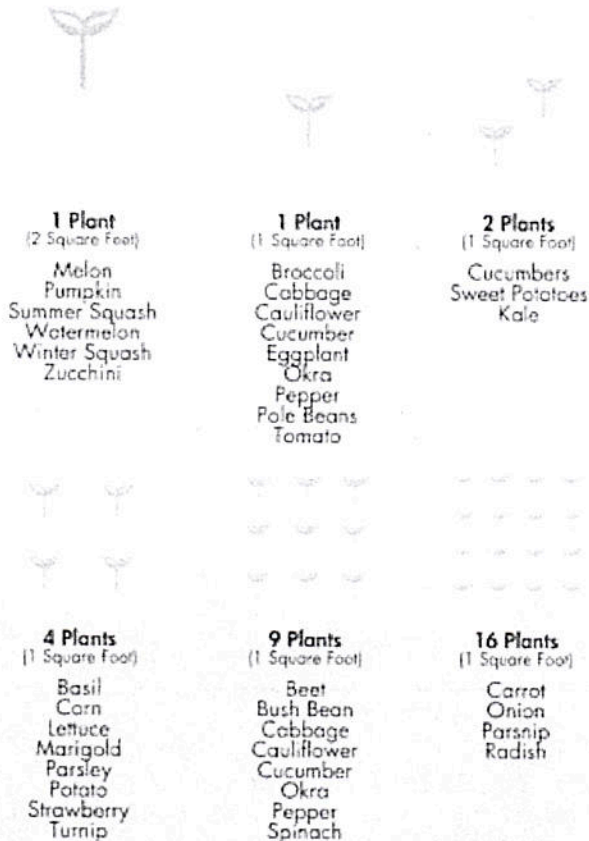 1 Plant
(2 Square Foot)
Melon
Pumpkin
Summer Squash
Watermelon
Winter Squash
Zucchini
1 Plant
(1 Square Foot)
Broccoli
Cabbage
Cauliflower
Cucumber
Eggplant
Okra
Pepper
Pole Beans
Tomato
2 Plants
(1 Square Foot)
Cucumbers
Sweet Potatoes
Kale
4 Plants
(1 Square Foot)
Basil
Corn
Lettuce
Marigold
Parsley
Potato
Strawberry
Turnip
9 Plants
(1 Square Foot)
Beet
Bush Bean
Cabbage
Cauliflower
Cucumber
Okra
Pepper
Spinach
16 Plants
(1 Square Foot)
Carrot
Onion
Parsnip
Radish